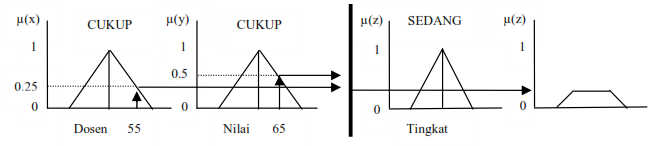 μ(x) CUKUP μ(y) CUKUP μ(z) SEDANG μ(z)
1 1 1 1
0.5
0.25
0 0 0 0
Dosen 55 Nilai 65 Tingkat